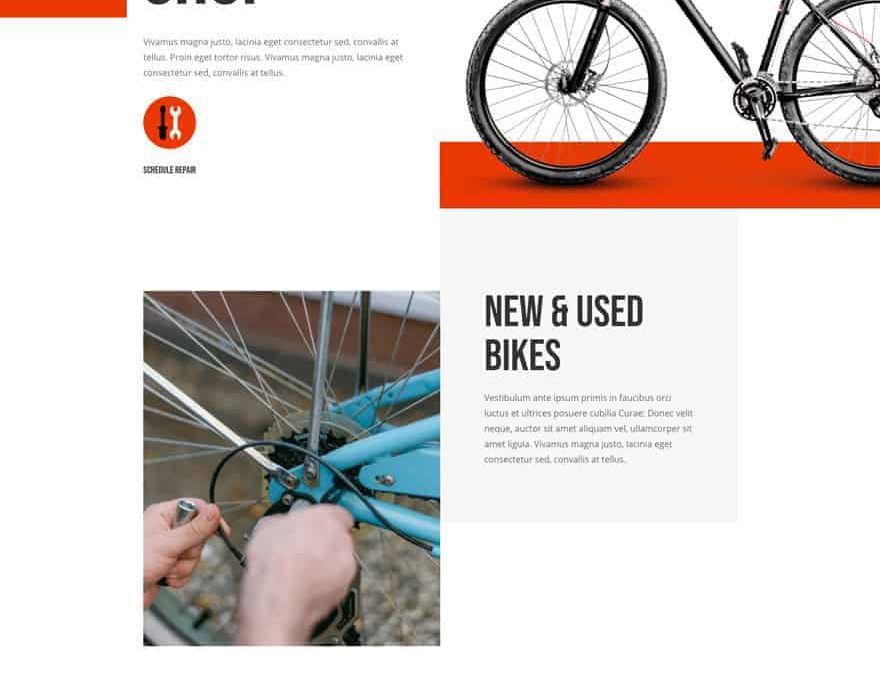 Vivamus magna justo, lacinia eget consectetur sed, convallis at
tellus. Proin eget tortor risus. Vivamus magna justo, lacinia eget
consectetur sed, convallis at tellus.
SCHEDULE REPAIR
NEW & USED
BIKES
Vestibulum ante ipsum primis in faucibus orci
luctus et ultrices posuere cubilia Curae; Donec velit
neque, auctor sit amet aliquam vel, ullamcorper sit
amet ligula. Vivamus magna justo, lacinia eget
consectetur sed, convallis at tellus.